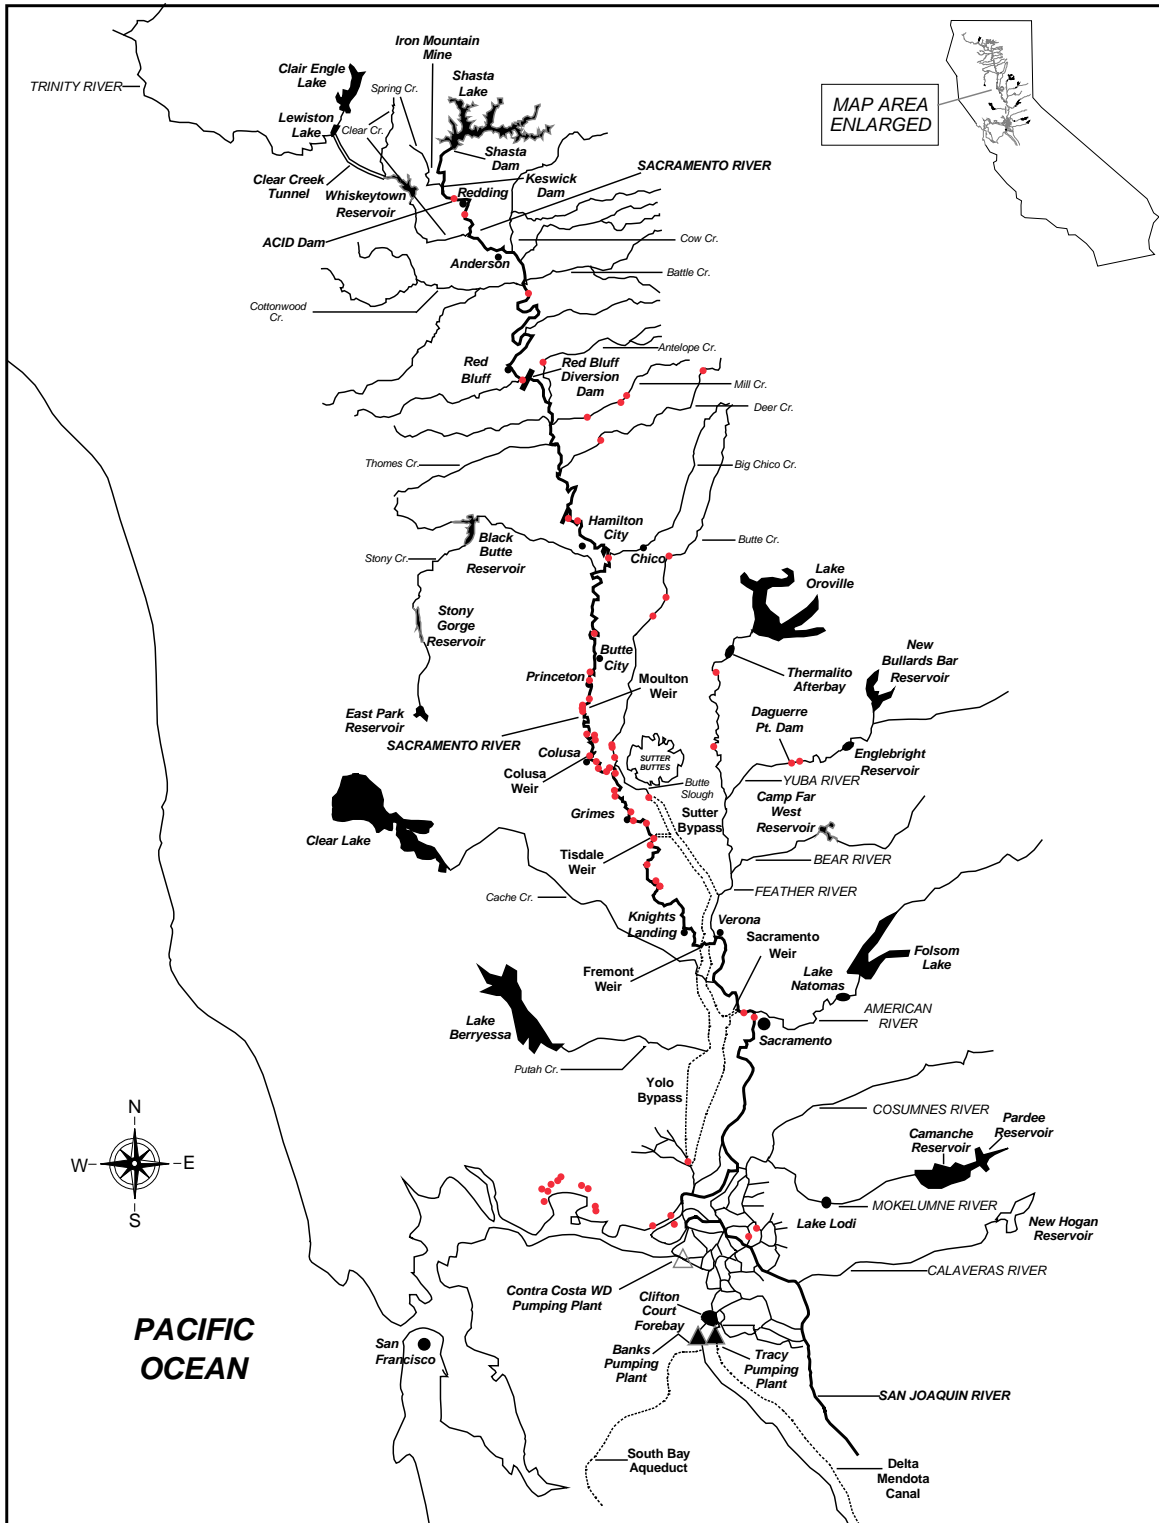 Iron Mountain
Mine
Clair Engle
Lake
Shasta
Lake
TRINITY RIVER
Spring Cr.
MAP AREA
ENLARGED
Lewiston
Lake
Clear Cr.
Shasta
Dam
SACRAMENTO RIVER
Clear Creek
Tunnel
Keswick
Dam
Whiskeytown
Reservoir
Redding
ACID Dam
Cow Cr.
Anderson
Battle Cr.
Cottonwood
Cr.
Antelope Cr.
Red
Bluff
Red Bluff
Diversion
Dam
Mill Cr.
Deer Cr.
Thomes Cr.
Big Chico Cr.
Hamilton
City
Black
Butte
Reservoir
Stony Cr.
Chico
Butte Cr.
Lake
Oroville
Stony
Gorge
Reservoir
Butte
City
New
Bullards Bar
Reservoir
Princeton
Moulton
Weir
Thermalito
Afterbay
East Park
Reservoir
Daguerre
Pt. Dam
SACRAMENTO RIVER
Colusa
SUTTER
BUTTES
Englebright
Reservoir
Colusa
Weir
Butte
Slough
YUBA RIVER
Camp Far
West
Reservoir
Grimes
Sutter
Bypass
Clear Lake
Tisdale
Weir
BEAR RIVER
FEATHER RIVER
Cache Cr.
Knights
Landing
Verona
Sacramento
Weir
Folsom
Lake
Fremont
Weir
Lake
Natomas
AMERICAN
RIVER
Lake
Berryessa
Sacramento
Putah Cr.
Yolo
Bypass
COSUMNES RIVER
Pardee
Reservoir
Camanche
Reservoir
N
W
E
S
MOKELUMNE RIVER
Lake Lodi
New Hogan
Reservoir
CALAVERAS RIVER
Contra Costa WD
Pumping Plant
Clifton
Court
Forebay
PACIFIC
OCEAN
San
Francisco
Banks
Pumping
Plant
Tracy
Pumping
Plant
SAN JOAQUIN RIVER
South Bay
Aqueduct
Delta
Mendota
Canal